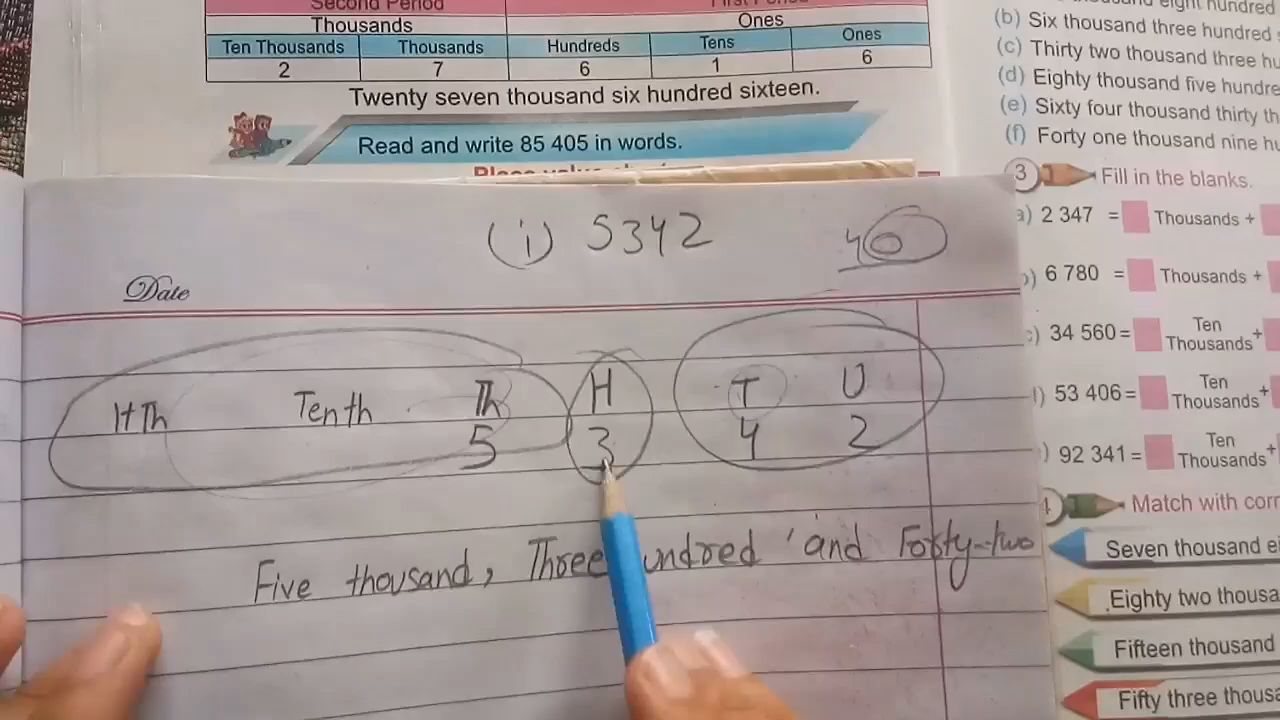 Second Period
Thousands Ones
Ten Thousands Thousands Hundreds Tens Ones
2 7 6 1 6
Twenty seven thousand six hundred sixteen.
Read and write 85 405 in words.
(i) 5342 40
Date
HTh Tenth Th H T U
5 3 4 2
Five thousand, Three hundred and Forty-two
eight hundred
(b) Six thousand three hundred
(c) Thirty two thousand three hu
(d) Eighty thousand five hundre
(e) Sixty four thousand thirty th
(f) Forty one thousand nine hu
3 Fill in the blanks.
a) 2 347 = Thousands +
6 780 = Thousands +
34 560 = Ten Thousands +
53 406 = Ten Thousands +
92 341 = Ten Thousands +
4 Match with corr
Seven thousand ei
Eighty two thousa
Fifteen thousand
Fifty three thousa